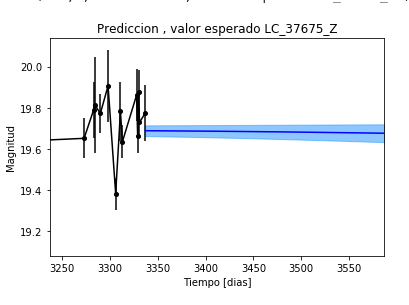 Prediccion , valor esperado LC_37675_Z
20.0
19.8
19.6
19.4
19.2
Magnitud
3250 3300 3350 3400 3450 3500 3550
Tiempo [dias]